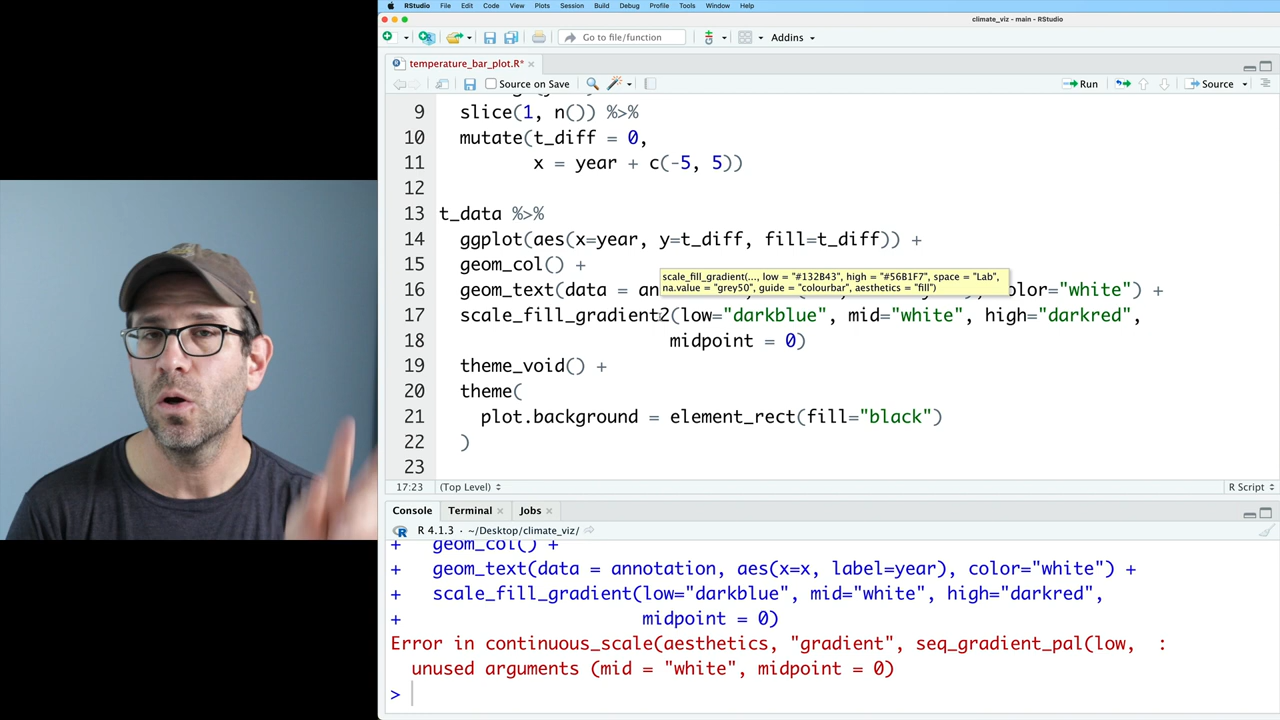 RStudio File Edit Code View Plots Session Build Debug Profile Tools Window Help
climate_viz - main - RStudio
Go to file/function
Addins
temperature_bar_plot.R*
Source on Save
Run
Source
9 slice(1, n()) %>%
10 mutate(t_diff = 0,
11 x = year + c(-5, 5))
12
13 t_data %>%
14 ggplot(aes(x=year, y=t_diff, fill=t_diff)) +
15 geom_col() +
scale_fill_gradient(..., low = "#132B43", high = "#56B1F7", space = "Lab",
na.value = "grey50", guide = "colourbar", aesthetics = "fill")
16 geom_text(data = color="white") +
17 scale_fill_gradient2(low="darkblue", mid="white", high="darkred",
18 midpoint = 0)
19 theme_void() +
20 theme(
21 plot.background = element_rect(fill="black")
22 )
23
17:23 (Top Level) R Script
Console Terminal Jobs
R 4.1.3 · ~/Desktop/climate_viz/
+ geom_col() +
+ geom_text(data = annotation, aes(x=x, label=year), color="white") +
+ scale_fill_gradient(low="darkblue", mid="white", high="darkred",
+ midpoint = 0)
Error in continuous_scale(aesthetics, "gradient", seq_gradient_pal(low, :
unused arguments (mid = "white", midpoint = 0)
>